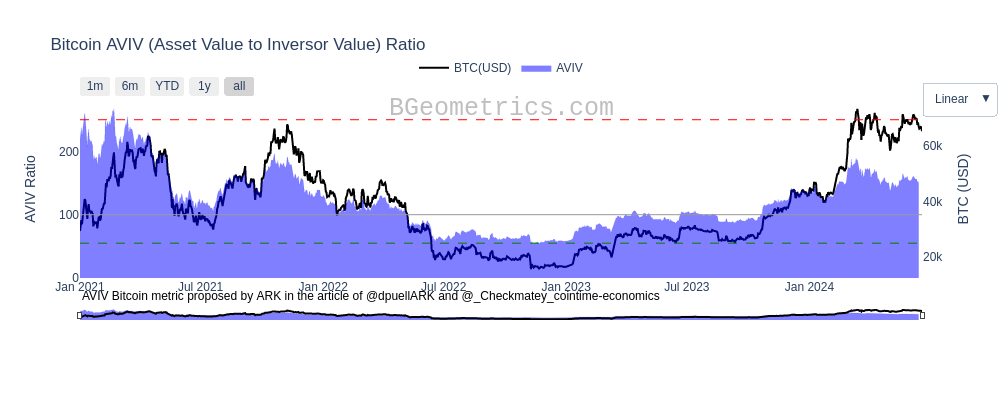 Bitcoin AVIV (Asset Value to Inversor Value) Ratio
BTC(USD) AVIV
1m 6m YTD 1y all
BGeometrics.com
Linear ▼
AVIV Ratio
200
100
0
60k
40k
20k
BTC (USD)
Jan 2021 Jul 2021 Jan 2022 Jul 2022 Jan 2023 Jul 2023 Jan 2024
AVIV Bitcoin metric proposed by ARK in the article of @dpuellARK and @_Checkmatey_cointime-economics